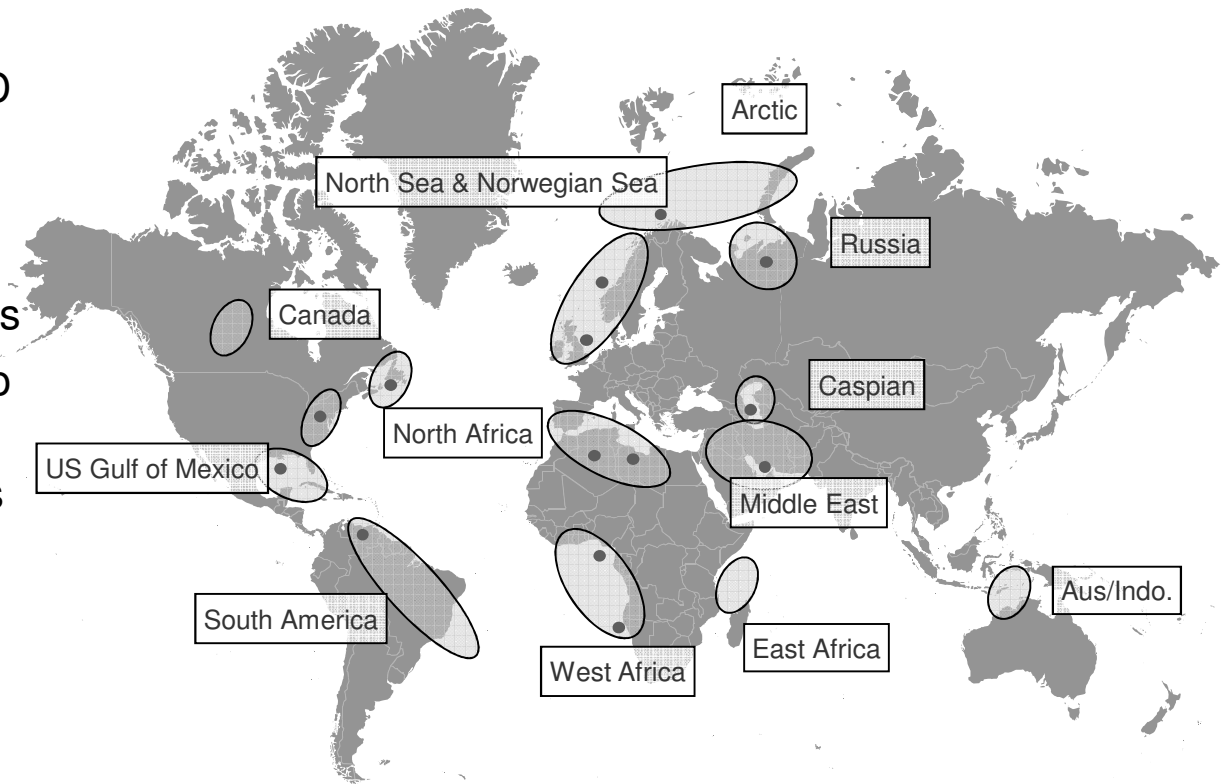 Arctic
North Sea & Norwegian Sea
Russia
Canada
Caspian
North Africa
US Gulf of Mexico
Middle East
Aus/Indo.
South America
East Africa
West Africa